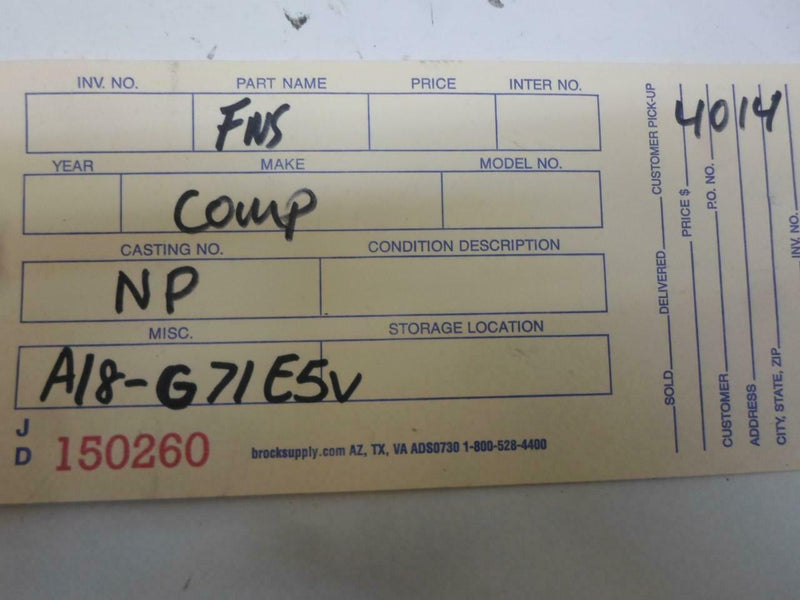 INV. NO. PART NAME PRICE INTER NO.
FNS
YEAR MAKE MODEL NO.
Comp
CASTING NO. CONDITION DESCRIPTION
NP
MISC. STORAGE LOCATION
A18-G71E5V
J D 150260
brocksupply.com AZ, TX, VA ADS0730 1-800-528-4400
4014
SOLD DELIVERED CUSTOMER PICK-UP
PRICE $
P.O. NO.
CUSTOMER
ADDRESS
CITY, STATE, ZIP
INV. NO.